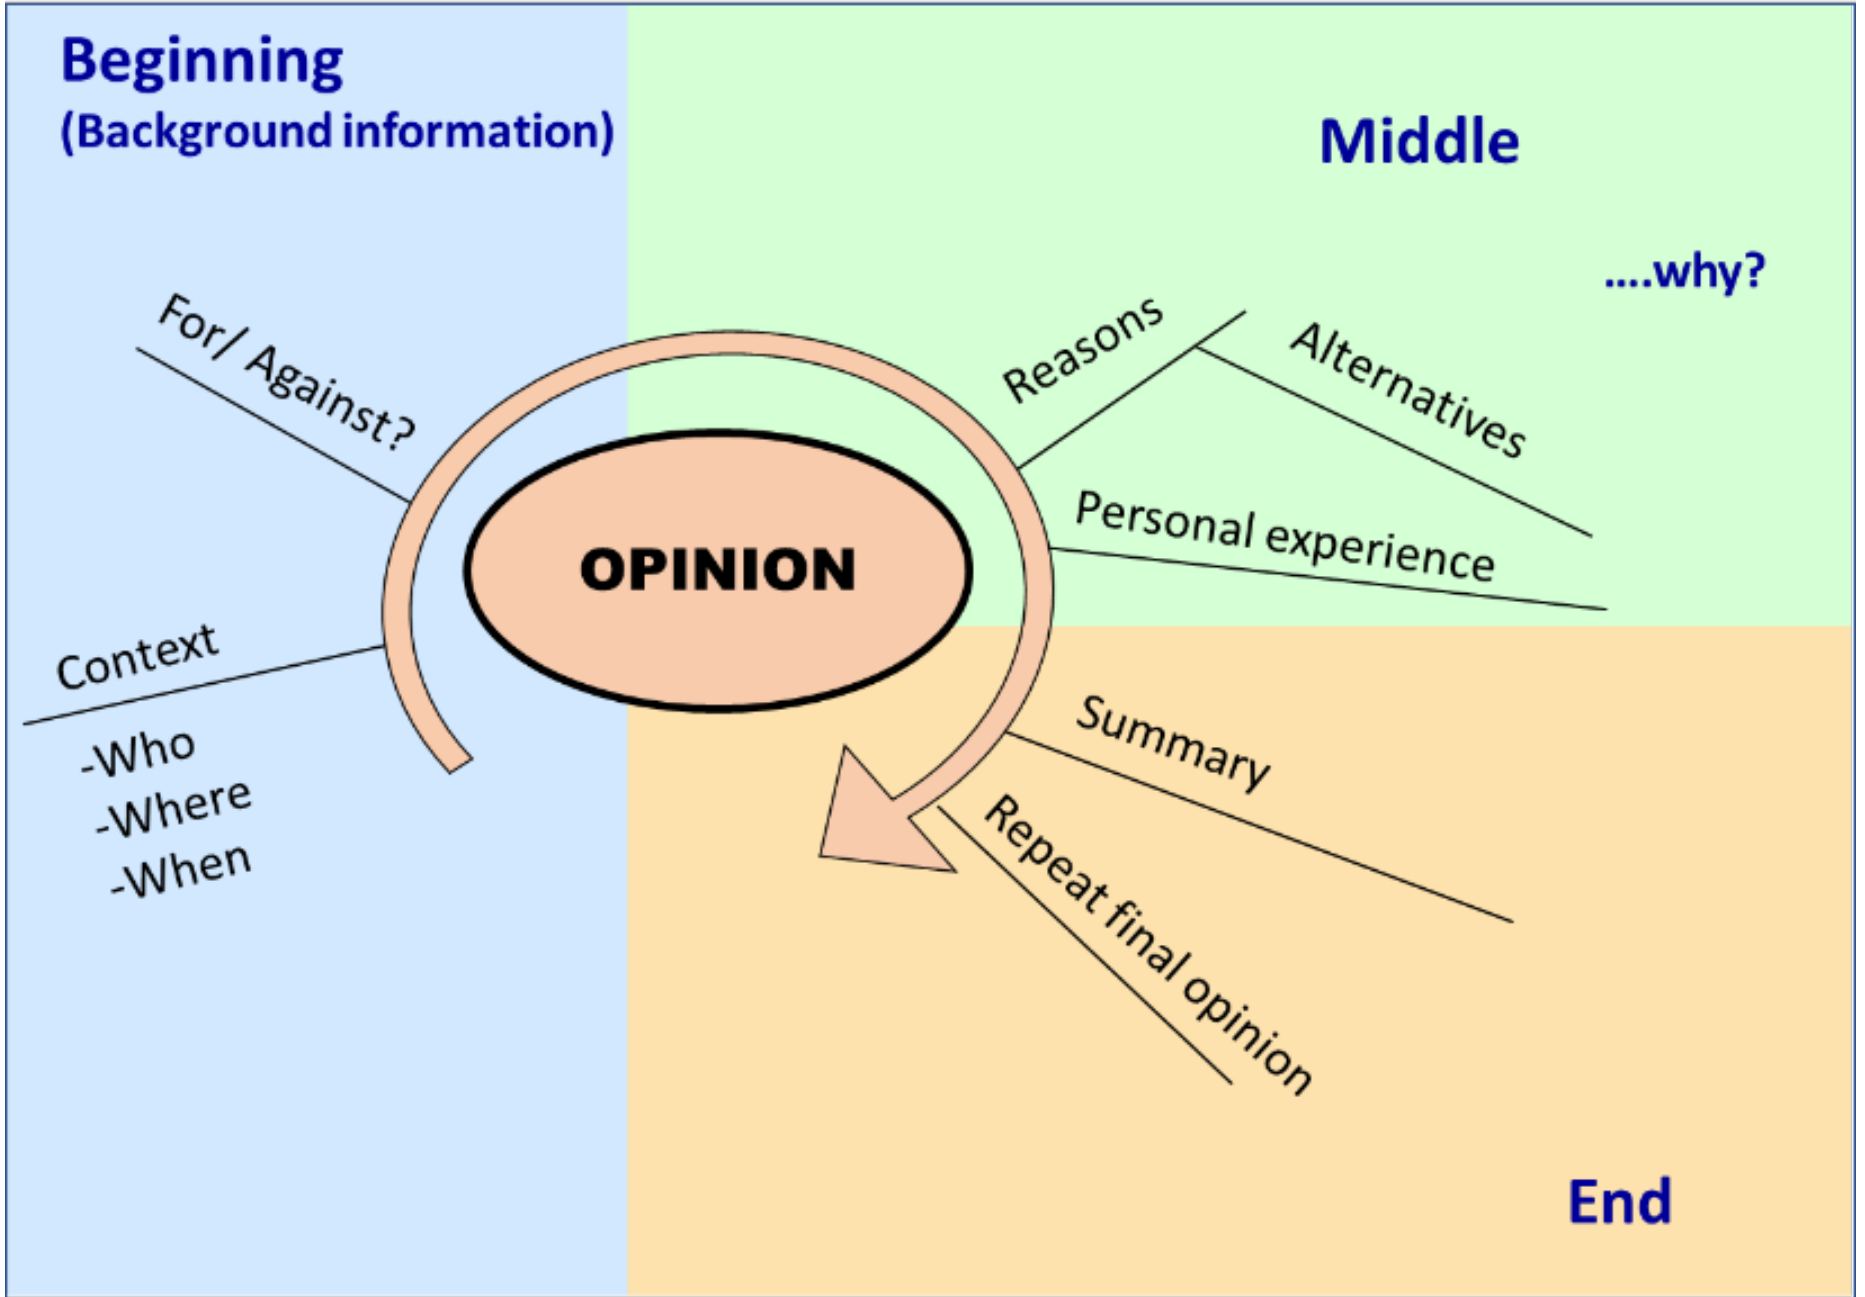 Beginning
(Background information)
Middle
....why?
For/ Against?
Reasons
Alternatives
Personal experience
OPINION
Context
-Who
-Where
-When
Summary
Repeat final opinion
End